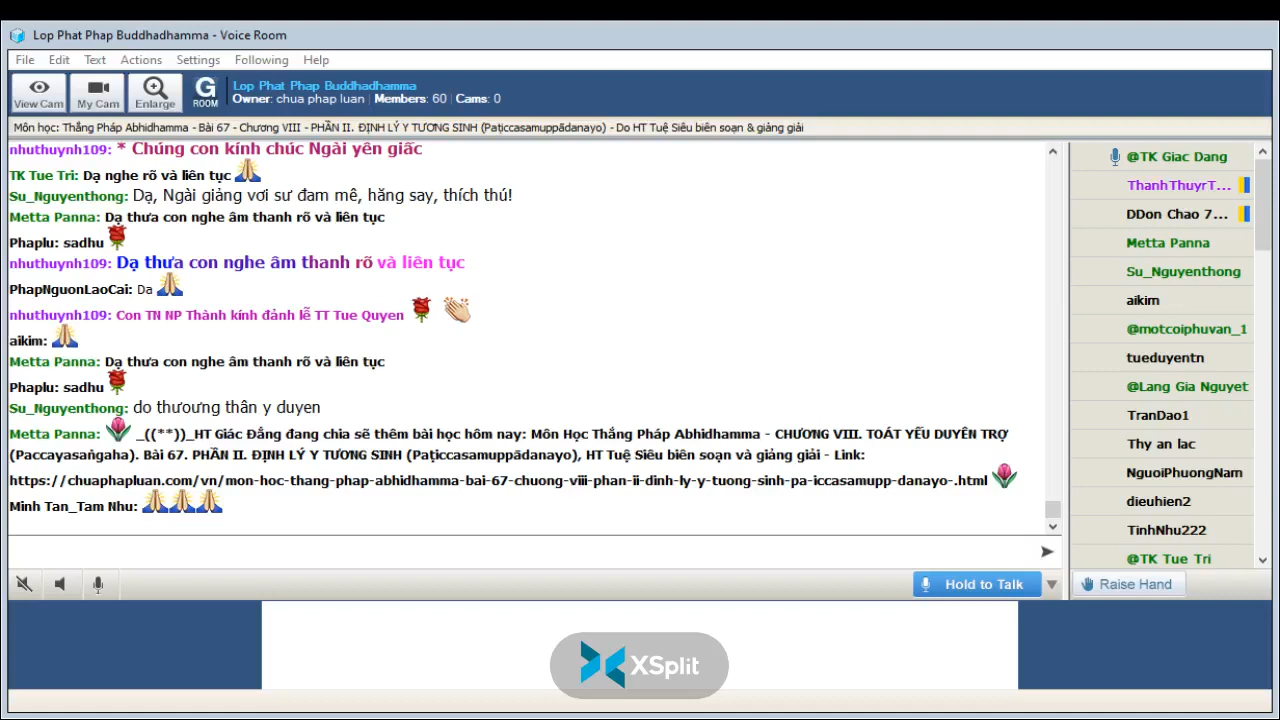 Lop Phat Phap Buddhadhamma - Voice Room
File Edit Text Actions Settings Following Help
View Cam My Cam Enlarge G ROOM
Lop Phat Phap Buddhadhamma
Owner: chua phap luan | Members: 60 | Cams: 0
Môn học: Thắng Pháp Abhidhamma - Bài 67 - Chương VIII - PHẦN II. ĐỊNH LÝ Y TƯƠNG SINH (Paṭiccasamuppādanayo) - Do HT Tuệ Siêu biên soạn & giảng giải
nhuthuynh109: * Chúng con kính chúc Ngài yên giấc
TK Tue Tri: Dạ nghe rõ và liên tục
Su_Nguyenthong: Dạ, Ngài giảng vơi sư đam mê, hăng say, thích thú!
Metta Panna: Dạ thưa con nghe âm thanh rõ và liên tục
Phaplu: sadhu
nhuthuynh109: Dạ thưa con nghe âm thanh rõ và liên tục
PhapNguonLaoCai: Da
nhuthuynh109: Con TN NP Thành kính đảnh lễ TT Tue Quyen
aikim:
Metta Panna: Dạ thưa con nghe âm thanh rõ và liên tục
Phaplu: sadhu
Su_Nguyenthong: do thươưng thân y duyen
Metta Panna: _((**))_HT Giác Đẳng đang chia sẽ thêm bài học hôm nay: Môn Học Thắng Pháp Abhidhamma - CHƯƠNG VIII. TOÁT YẾU DUYÊN TRỢ
(Paccayasaṅgaha). Bài 67. PHẦN II. ĐỊNH LÝ Y TƯƠNG SINH (Paṭiccasamuppādanayo), HT Tuệ Siêu biên soạn và giảng giải - Link:
https://chuaphapluan.com/vn/mon-hoc-thang-phap-abhidhamma-bai-67-chuong-viii-phan-ii-dinh-ly-y-tuong-sinh-pa-iccasamupp-danayo-.html
Minh Tan_Tam Nhu:
@TK Giac Dang
ThanhThuyrT...
DDon Chao 7...
Metta Panna
Su_Nguyenthong
aikim
@motcoiphuvan_1
tueduyentn
@Lang Gia Nguyet
TranDao1
Thy an lac
NguoiPhuongNam
dieuhien2
TinhNhu222
@TK Tue Tri
Hold to Talk
Raise Hand
XSplit